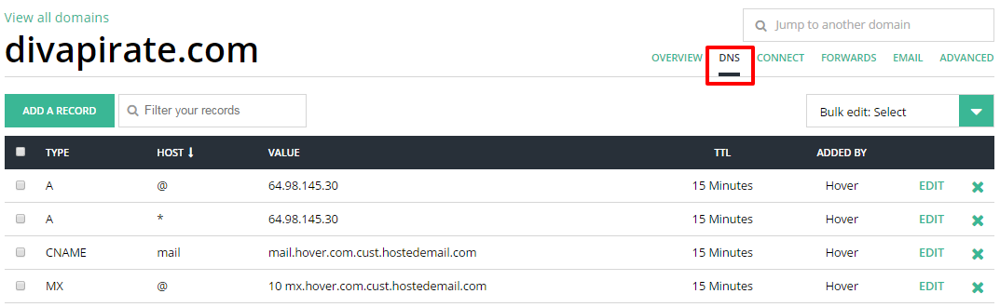 View all domains
divapirate.com
Jump to another domain
OVERVIEW DNS CONNECT FORWARDS EMAIL ADVANCED
ADD A RECORD Filter your records Bulk edit: Select
TYPE HOST VALUE TTL ADDED BY
A @ 64.98.145.30 15 Minutes Hover EDIT
A * 64.98.145.30 15 Minutes Hover EDIT
CNAME mail mail.hover.com.cust.hostedemail.com 15 Minutes Hover EDIT
MX @ 10 mx.hover.com.cust.hostedemail.com 15 Minutes Hover EDIT